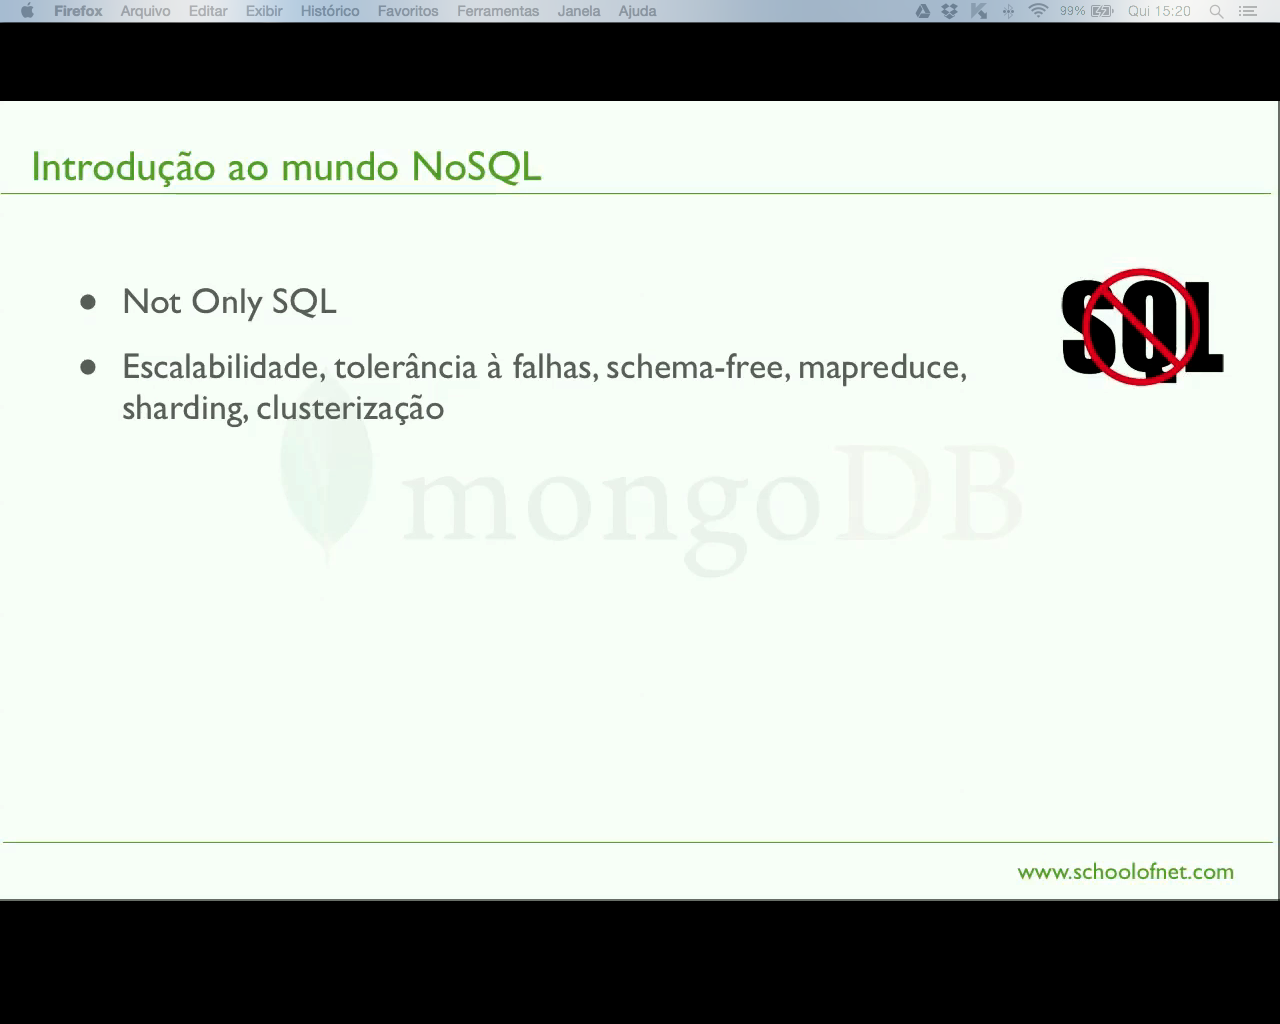 Firefox Arquivo Editar Exibir Histórico Favoritos Ferramentas Janela Ajuda 99% Qui 15:20
Introdução ao mundo NoSQL
● Not Only SQL
SQL
● Escalabilidade, tolerância à falhas, schema-free, mapreduce,
sharding, clusterização
mongoDB
www.schoolofnet.com